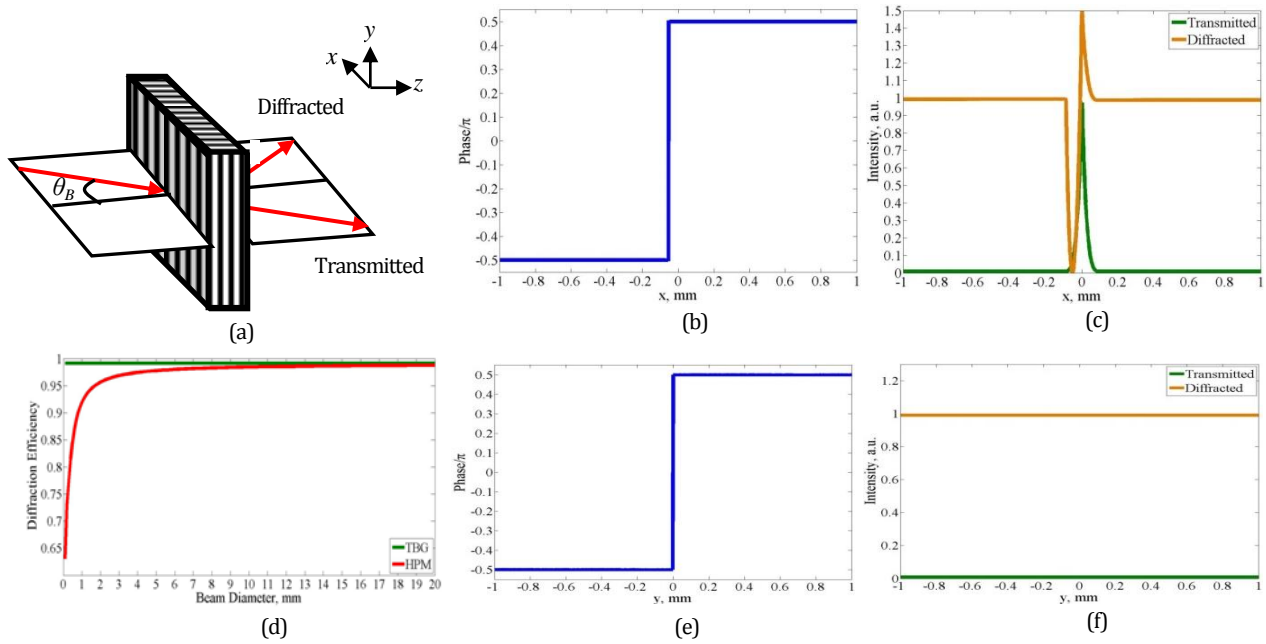 y
x
z
Diffracted
θB
Transmitted
(a)
0.5
0.4
0.3
0.2
0.1
0
-0.1
-0.2
-0.3
-0.4
-0.5
Phase/π
-1 -0.8 -0.6 -0.4 -0.2 0 0.2 0.4 0.6 0.8 1
x, mm
(b)
1.5
1.4
1.3
1.2
1.1
1
0.9
0.8
0.7
0.6
0.5
0.4
0.3
0.2
0.1
0
Intensity, a.u.
Transmitted
Diffracted
-1 -0.8 -0.6 -0.4 -0.2 0 0.2 0.4 0.6 0.8 1
x, mm
(c)
1
0.95
0.9
0.85
0.8
0.75
0.7
0.65
Diffraction Efficiency
TBG
HPM
0 1 2 3 4 5 6 7 8 9 10 11 12 13 14 15 16 17 18 19 20
Beam Diameter, mm
(d)
0.5
0.4
0.3
0.2
0.1
0
-0.1
-0.2
-0.3
-0.4
-0.5
Phase/π
-1 -0.8 -0.6 -0.4 -0.2 0 0.2 0.4 0.6 0.8 1
y, mm
(e)
1.2
1
0.8
0.6
0.4
0.2
0
Intensity, a.u.
Transmitted
Diffracted
-1 -0.8 -0.6 -0.4 -0.2 0 0.2 0.4 0.6 0.8 1
y, mm
(f)